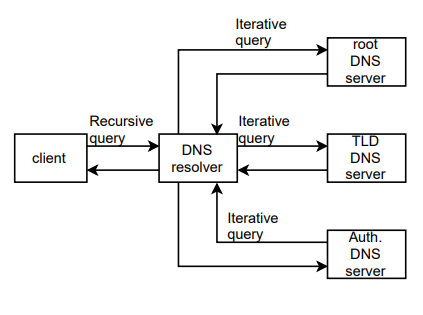 Iterative
query
root
DNS
server
Recursive
query
Iterative
query
client
DNS
resolver
TLD
DNS
server
Iterative
query
Auth.
DNS
server